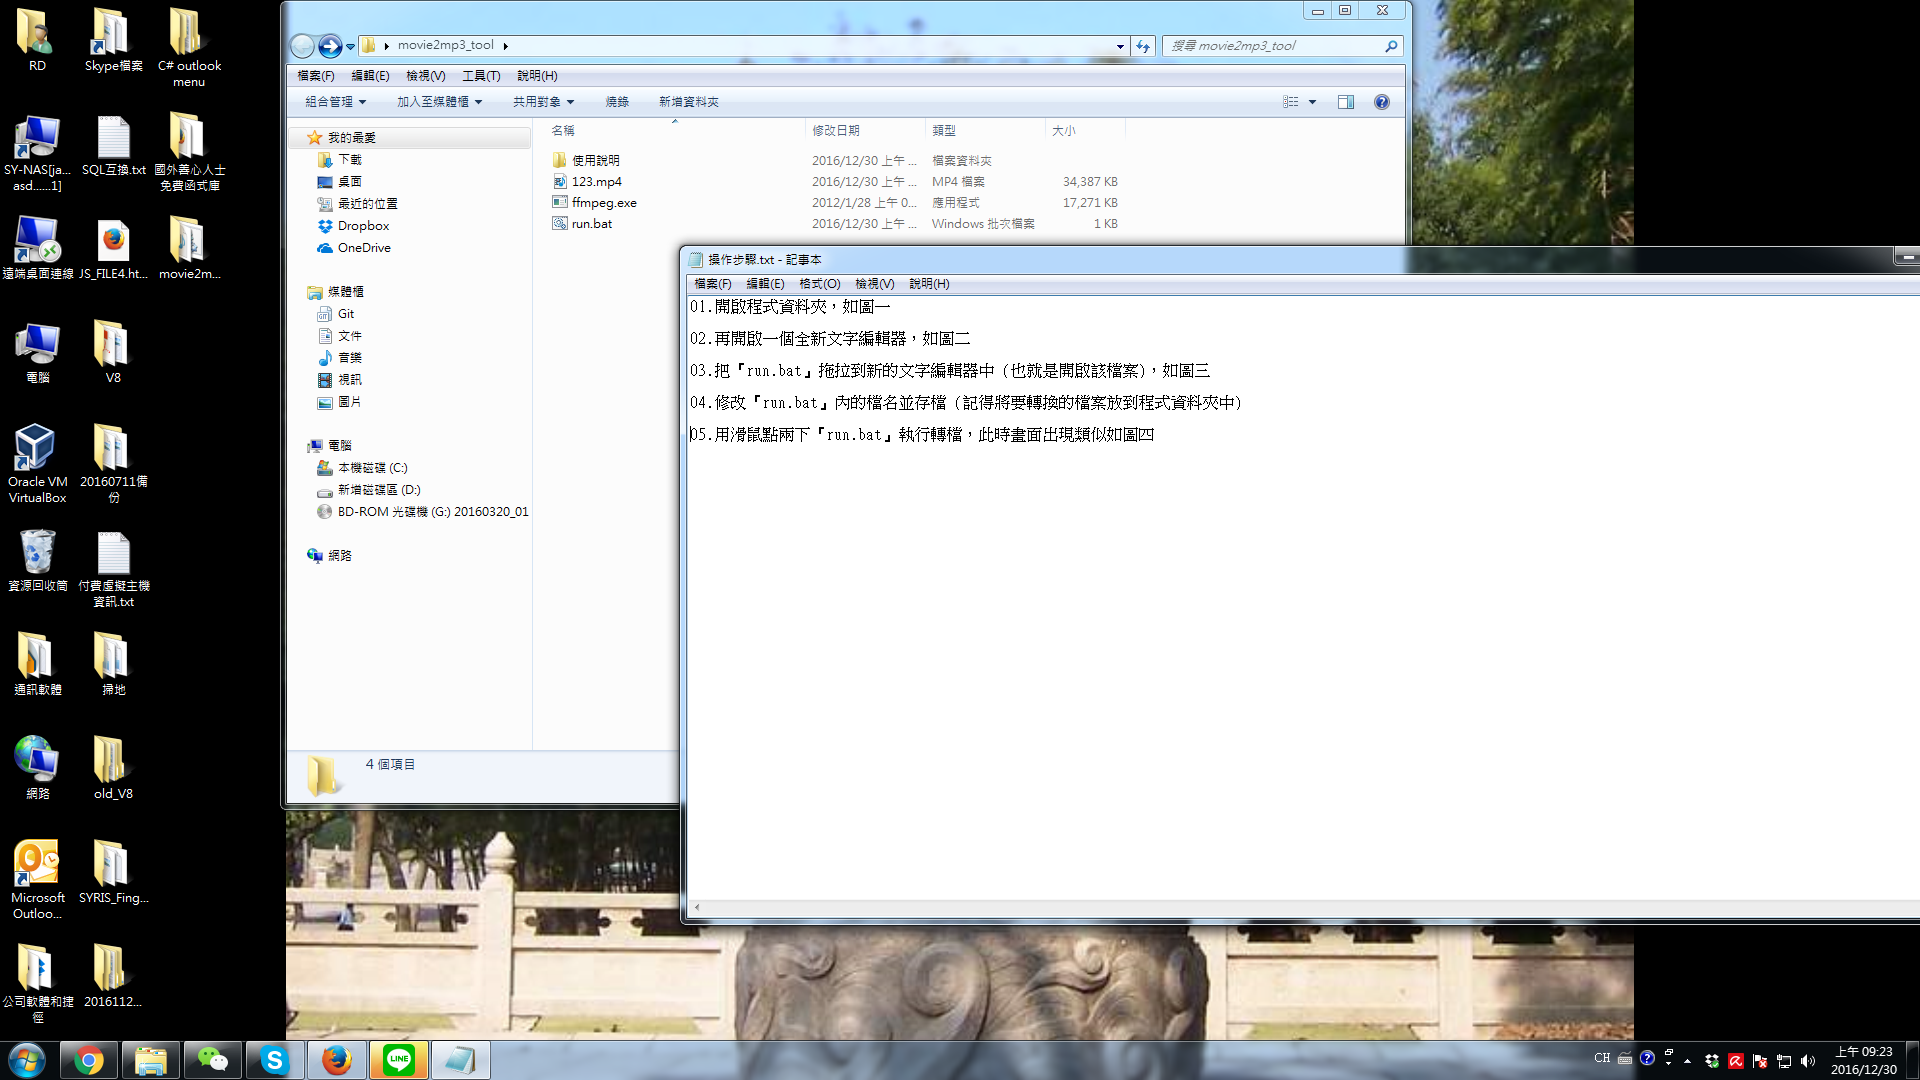 RD
Skype檔案
C# outlook
menu
SY-NAS[ja...
asd......1]
SQL互換.txt
國外善心人士
免費函式庫
遠端桌面連線
JS_FILE4.ht...
movie2m...
電腦
V8
Oracle VM
VirtualBox
20160711備
份
資源回收筒
付費虛擬主機
資訊.txt
通訊軟體
掃地
網路
old_V8
Microsoft
Outloo...
SYRIS_Fing...
公司軟體和捷
徑
2016112...
movie2mp3_tool
搜尋 movie2mp3_tool
檔案(F) 編輯(E) 檢視(V) 工具(T) 說明(H)
組合管理 加入至媒體櫃 共用對象 燒錄 新增資料夾
我的最愛
下載
桌面
最近的位置
Dropbox
OneDrive
媒體櫃
Git
文件
音樂
視訊
圖片
電腦
本機磁碟 (C:)
新增磁碟區 (D:)
BD-ROM 光碟機 (G:) 20160320_01
網路
名稱 修改日期 類型 大小
使用說明 2016/12/30 上午 ... 檔案資料夾
123.mp4 2016/12/30 上午 ... MP4 檔案 34,387 KB
ffmpeg.exe 2012/1/28 上午 0... 應用程式 17,271 KB
run.bat 2016/12/30 上午 ... Windows 批次檔案 1 KB
4 個項目
操作步驟.txt - 記事本
檔案(F) 編輯(E) 格式(O) 檢視(V) 說明(H)
01.開啟程式資料夾，如圖一
02.再開啟一個全新文字編輯器，如圖二
03.把『run.bat』拖拉到新的文字編輯器中（也就是開啟該檔案），如圖三
04.修改『run.bat』內的檔名並存檔（記得將要轉換的檔案放到程式資料夾中）
05.用滑鼠點兩下『run.bat』執行轉檔，此時畫面出現類似如圖四
LINE
CH
上午 09:23
2016/12/30